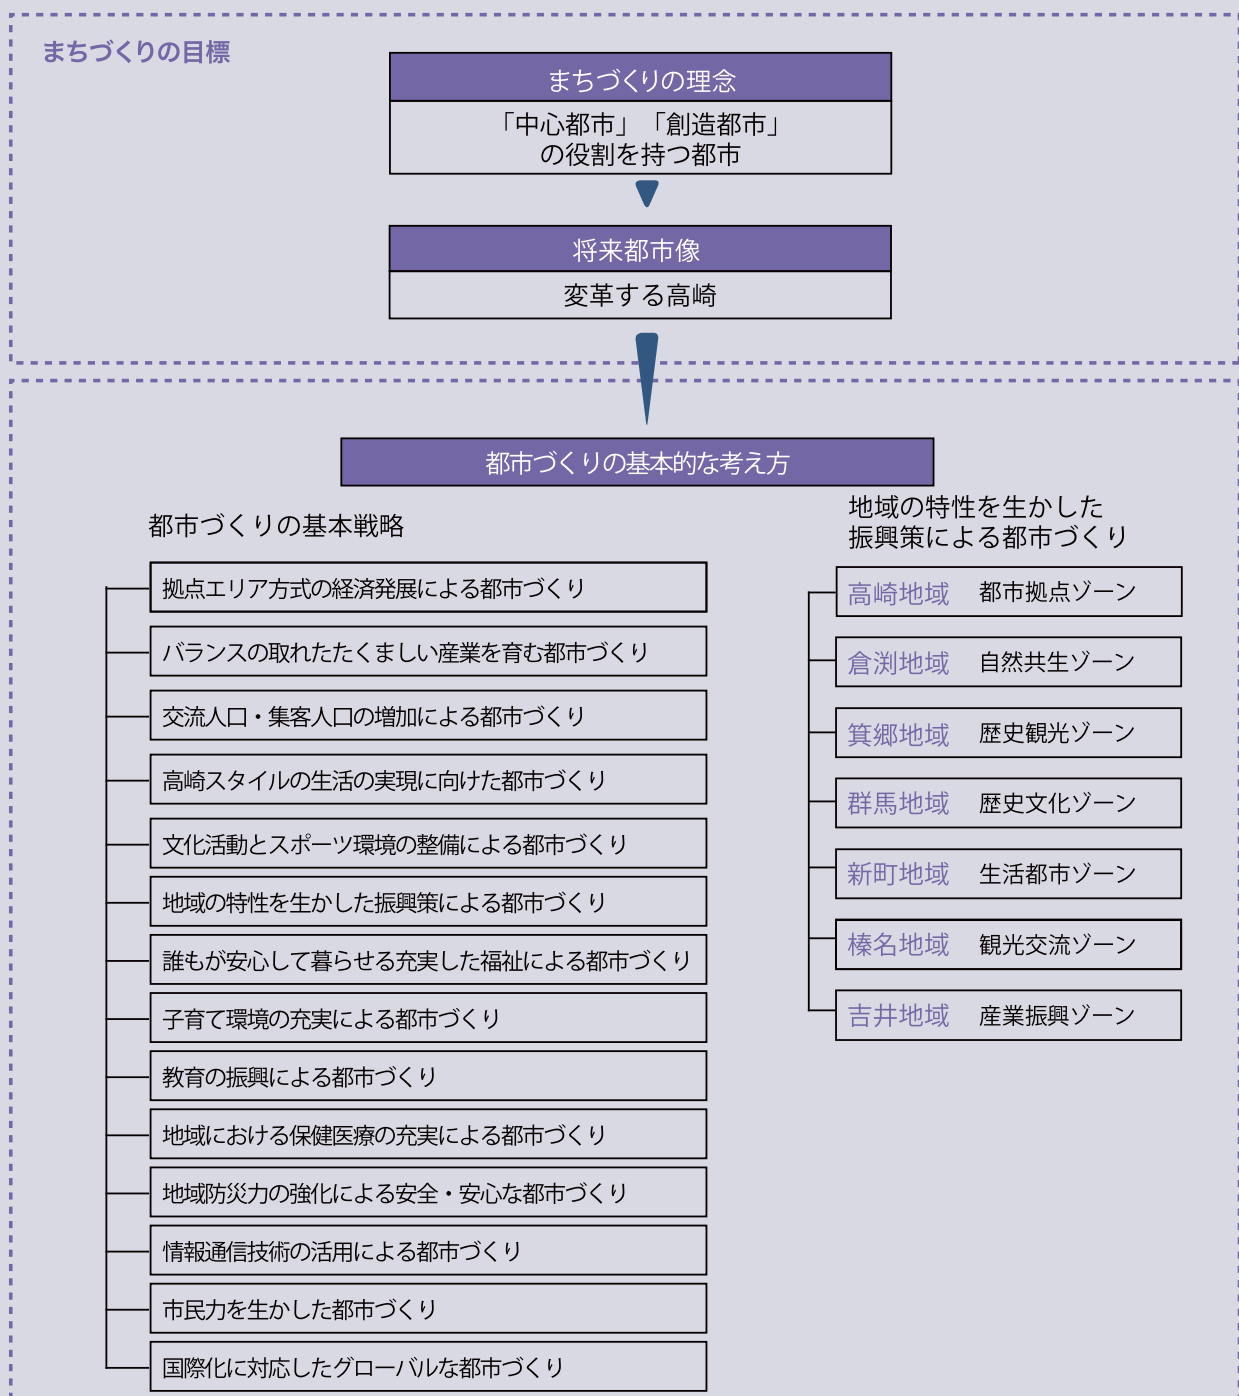 まちづくりの目標
まちづくりの理念
「中心都市」「創造都市」
の役割を持つ都市
将来都市像
変革する高崎
都市づくりの基本的な考え方
都市づくりの基本戦略
拠点エリア方式の経済発展による都市づくり
バランスの取れたたくましい産業を育む都市づくり
交流人口・集客人口の増加による都市づくり
高崎スタイルの生活の実現に向けた都市づくり
文化活動とスポーツ環境の整備による都市づくり
地域の特性を生かした振興策による都市づくり
誰もが安心して暮らせる充実した福祉による都市づくり
子育て環境の充実による都市づくり
教育の振興による都市づくり
地域における保健医療の充実による都市づくり
地域防災力の強化による安全・安心な都市づくり
情報通信技術の活用による都市づくり
市民力を生かした都市づくり
国際化に対応したグローバルな都市づくり
地域の特性を生かした
振興策による都市づくり
高崎地域 都市拠点ゾーン
倉渕地域 自然共生ゾーン
箕郷地域 歴史観光ゾーン
群馬地域 歴史文化ゾーン
新町地域 生活都市ゾーン
榛名地域 観光交流ゾーン
吉井地域 産業振興ゾーン